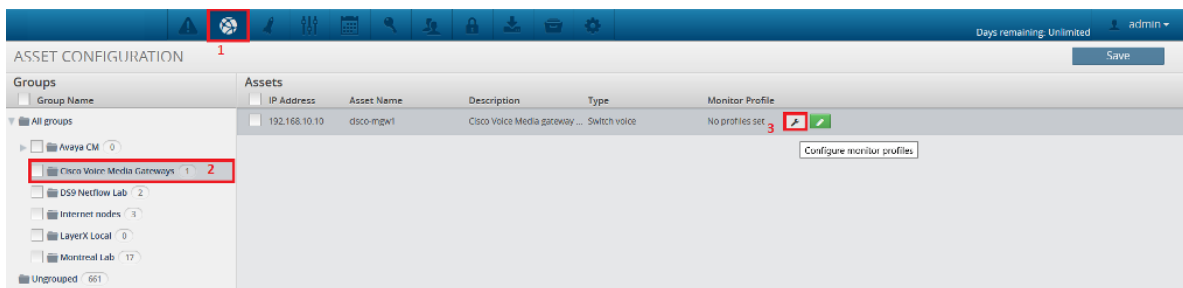 Days remaining: Unlimited admin
1
ASSET CONFIGURATION Save
Groups Assets
Group Name IP Address Asset Name Description Type Monitor Profile
All groups 192.168.10.10 cisco-mgw1 Cisco Voice Media gateway ... Switch voice No profiles set 3
Avaya CM 0 Configure monitor profiles
Cisco Voice Media Gateways 1 2
DS9 Netflow Lab 2
Internet nodes 3
LayerX Local 0
Montreal Lab 17
Ungrouped 661